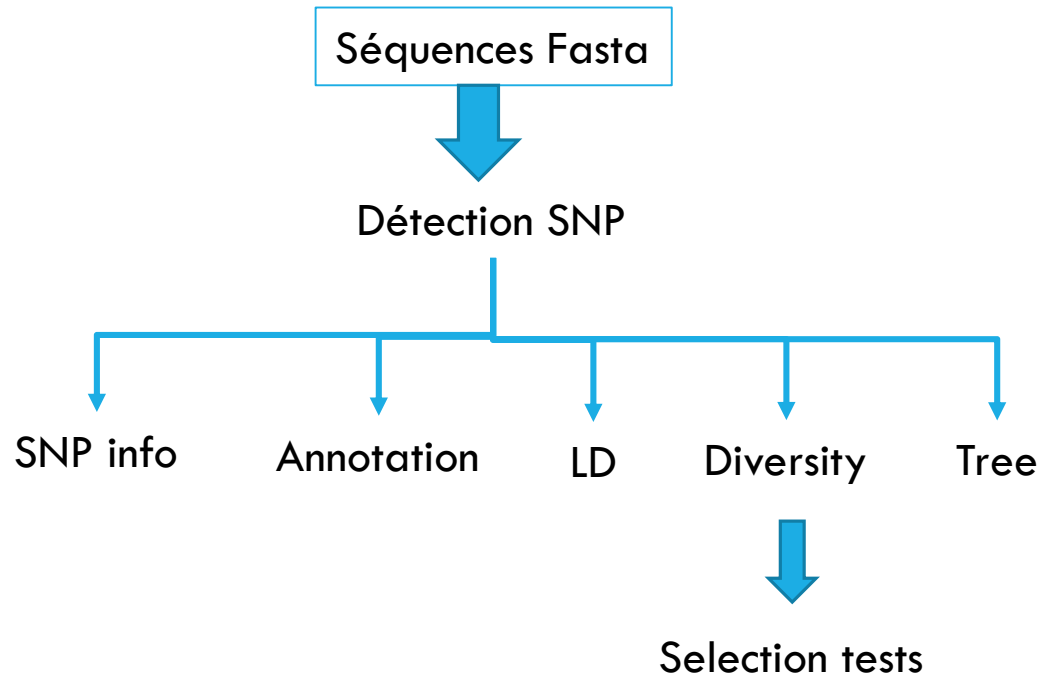 Séquences Fasta
Détection SNP
SNP info
Annotation
LD
Diversity
Tree
Selection tests